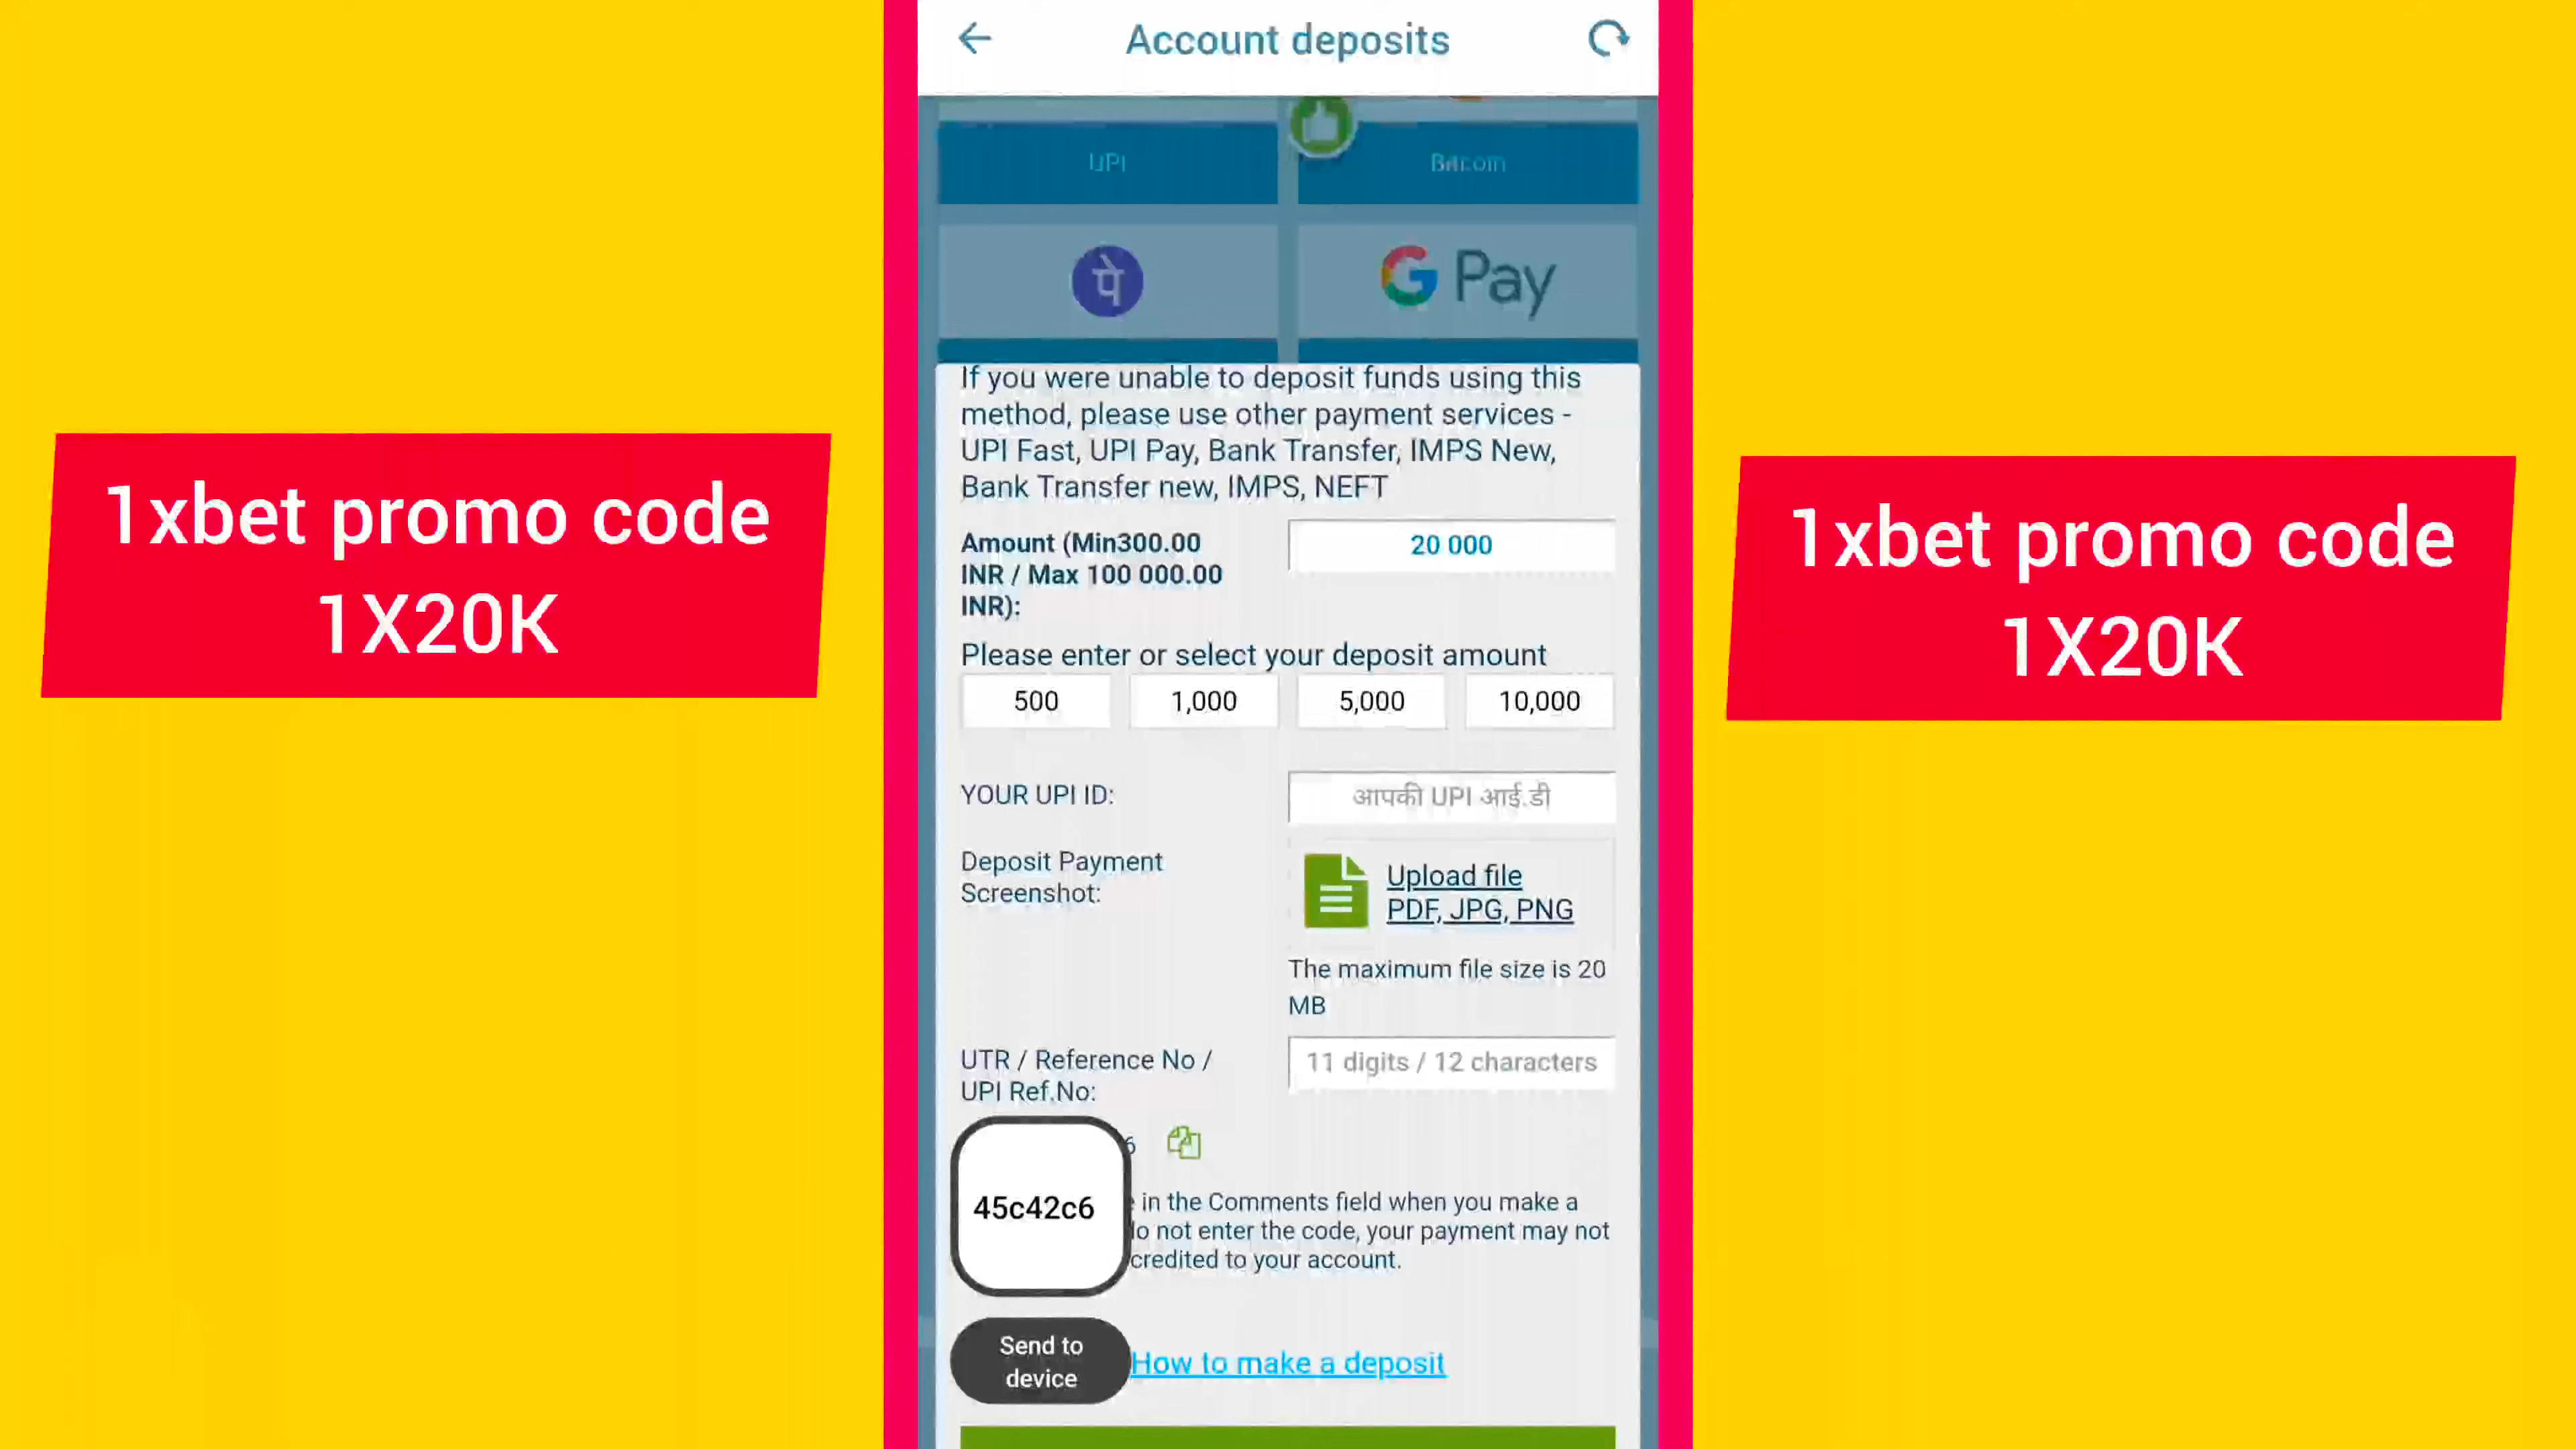 Account deposits
UPI
Bitcoin
पे
G Pay
If you were unable to deposit funds using this
method, please use other payment services -
UPI Fast, UPI Pay, Bank Transfer, IMPS New,
Bank Transfer new, IMPS, NEFT
Amount (Min300.00
INR / Max 100 000.00
INR):
20 000
Please enter or select your deposit amount
500
1,000
5,000
10,000
YOUR UPI ID:
आपकी UPI आई.डी
Deposit Payment
Screenshot:
Upload file
PDF, JPG, PNG
The maximum file size is 20
MB
UTR / Reference No /
UPI Ref.No:
11 digits / 12 characters
6
45c42c6
in the Comments field when you make a
do not enter the code, your payment may not
credited to your account.
Send to
device
How to make a deposit
1xbet promo code
1X20K
1xbet promo code
1X20K